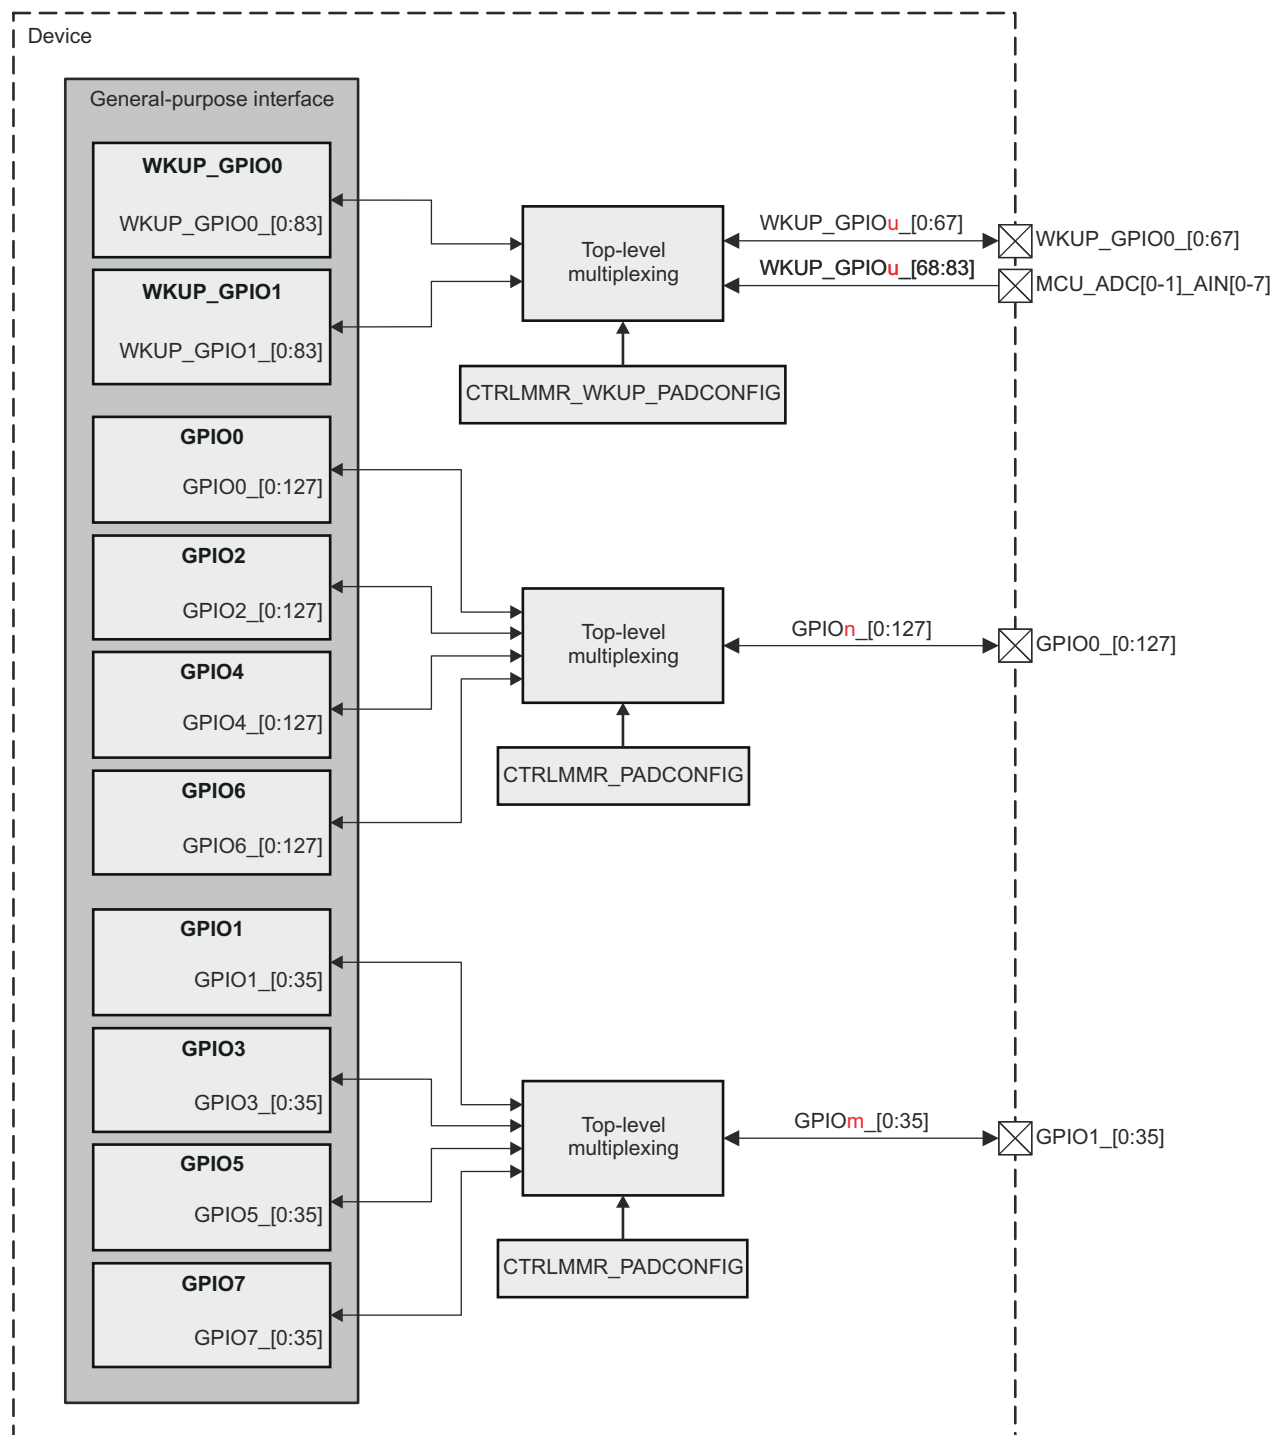 Device
General-purpose interface
WKUP_GPIO0
WKUP_GPIO0_[0:83]
WKUP_GPIO1
WKUP_GPIO1_[0:83]
Top-level
multiplexing
WKUP_GPIOu_[0:67]
WKUP_GPIO0_[0:67]
WKUP_GPIOu_[68:83]
MCU_ADC[0-1]_AIN[0-7]
CTRLMMR_WKUP_PADCONFIG
GPIO0
GPIO0_[0:127]
GPIO2
GPIO2_[0:127]
GPIO4
GPIO4_[0:127]
GPIO6
GPIO6_[0:127]
Top-level
multiplexing
GPIOn_[0:127]
GPIO0_[0:127]
CTRLMMR_PADCONFIG
GPIO1
GPIO1_[0:35]
GPIO3
GPIO3_[0:35]
GPIO5
GPIO5_[0:35]
GPIO7
GPIO7_[0:35]
Top-level
multiplexing
GPIOm_[0:35]
GPIO1_[0:35]
CTRLMMR_PADCONFIG